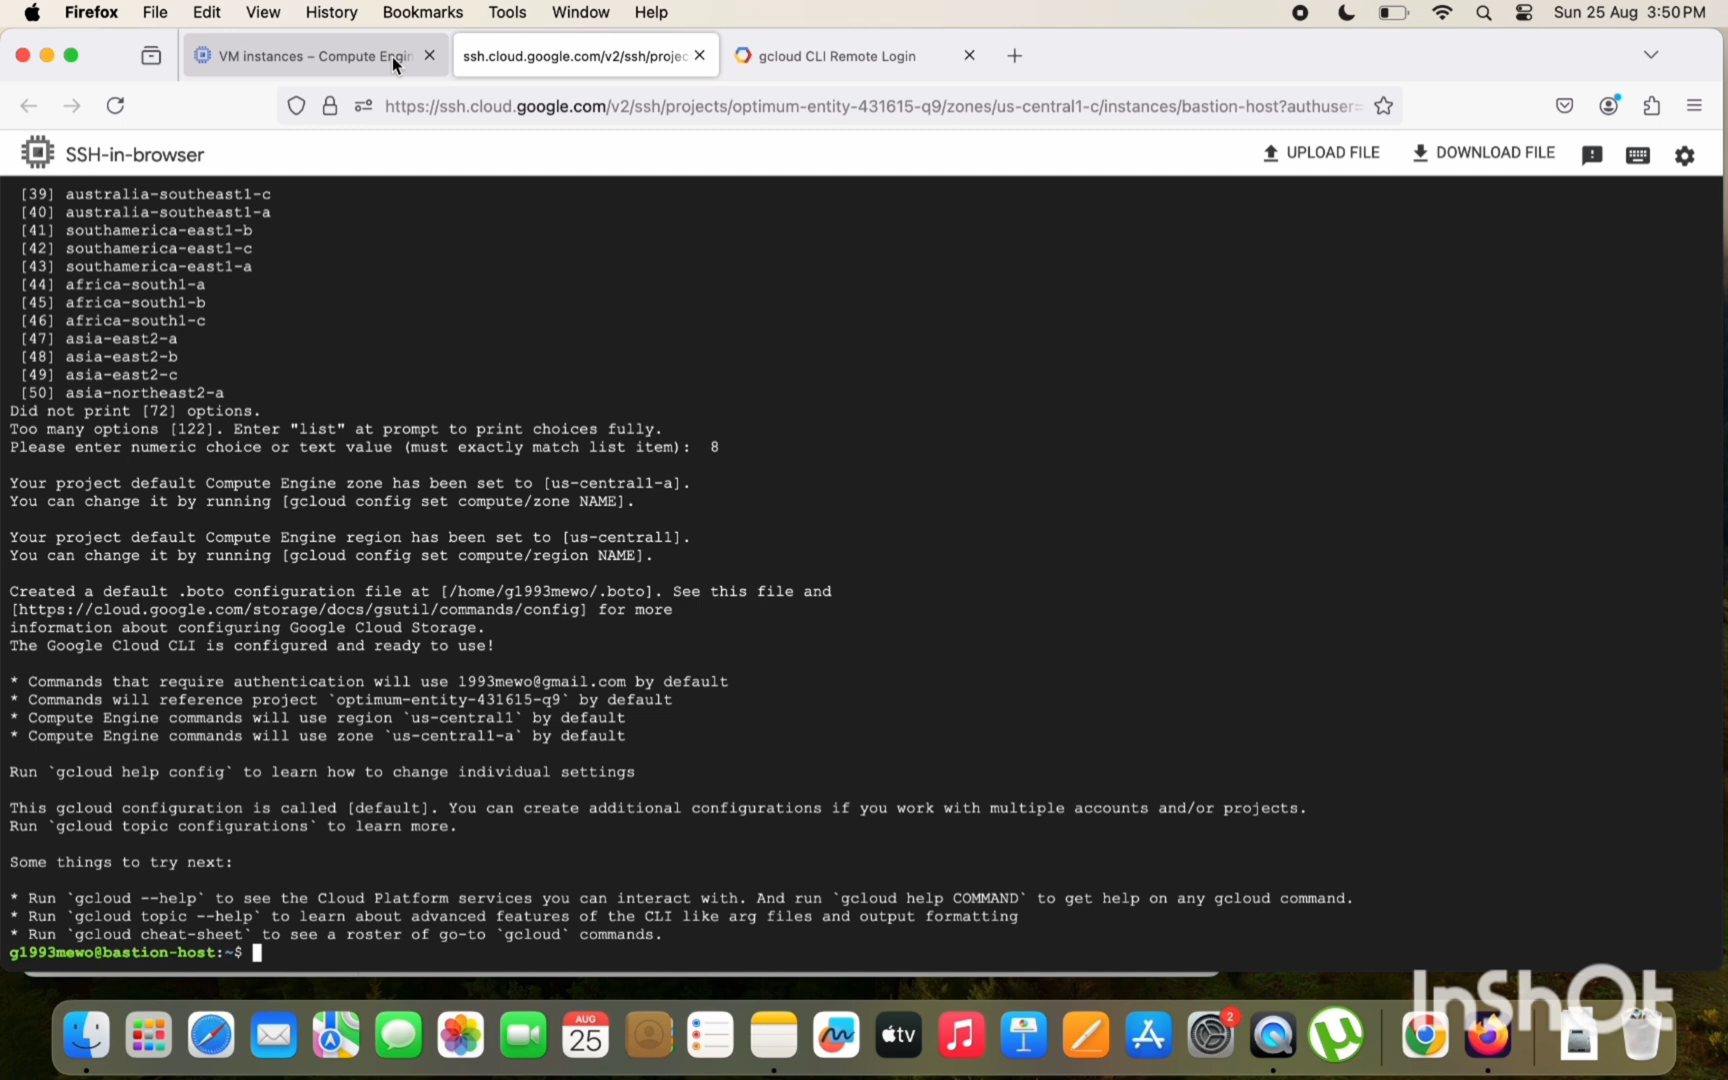 Firefox File Edit View History Bookmarks Tools Window Help Sun 25 Aug 3:50 PM
VM instances – Compute Engin ssh.cloud.google.com/v2/ssh/projec gcloud CLI Remote Login
https://ssh.cloud.google.com/v2/ssh/projects/optimum-entity-431615-q9/zones/us-central1-c/instances/bastion-host?authuser=
SSH-in-browser UPLOAD FILE DOWNLOAD FILE
[39] australia-southeast1-c
[40] australia-southeast1-a
[41] southamerica-east1-b
[42] southamerica-east1-c
[43] southamerica-east1-a
[44] africa-south1-a
[45] africa-south1-b
[46] africa-south1-c
[47] asia-east2-a
[48] asia-east2-b
[49] asia-east2-c
[50] asia-northeast2-a
Did not print [72] options.
Too many options [122]. Enter "list" at prompt to print choices fully.
Please enter numeric choice or text value (must exactly match list item): 8
Your project default Compute Engine zone has been set to [us-central1-a].
You can change it by running [gcloud config set compute/zone NAME].
Your project default Compute Engine region has been set to [us-central1].
You can change it by running [gcloud config set compute/region NAME].
Created a default .boto configuration file at [/home/g1993mewo/.boto]. See this file and
[https://cloud.google.com/storage/docs/gsutil/commands/config] for more
information about configuring Google Cloud Storage.
The Google Cloud CLI is configured and ready to use!
* Commands that require authentication will use 1993mewo@gmail.com by default
* Commands will reference project `optimum-entity-431615-q9` by default
* Compute Engine commands will use region `us-central1` by default
* Compute Engine commands will use zone `us-central1-a` by default
Run `gcloud help config` to learn how to change individual settings
This gcloud configuration is called [default]. You can create additional configurations if you work with multiple accounts and/or projects.
Run `gcloud topic configurations` to learn more.
Some things to try next:
* Run `gcloud --help` to see the Cloud Platform services you can interact with. And run `gcloud help COMMAND` to get help on any gcloud command.
* Run `gcloud topic --help` to learn about advanced features of the CLI like arg files and output formatting
* Run `gcloud cheat-sheet` to see a roster of go-to `gcloud` commands.
g1993mewo@bastion-host:~$
InShOt
AUG
25
tv
2